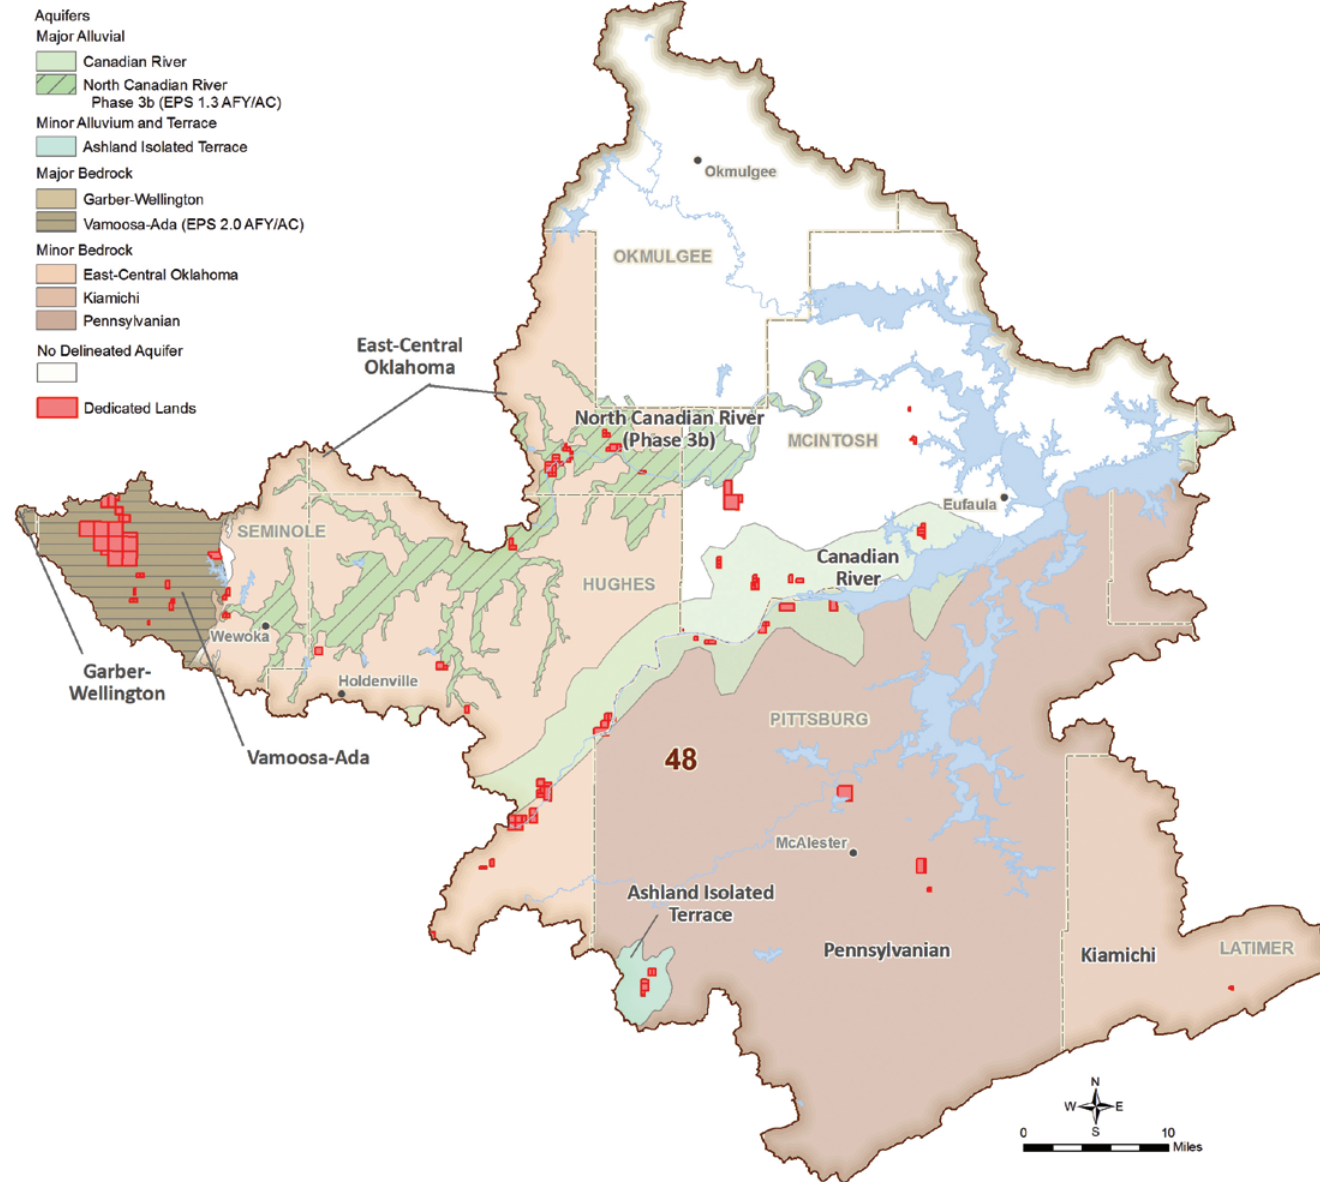 Aquifers
Major Alluvial
Canadian River
North Canadian River
Phase 3b (EPS 1.3 AFY/AC)
Minor Alluvium and Terrace
Ashland Isolated Terrace
Major Bedrock
Garber-Wellington
Vamoosa-Ada (EPS 2.0 AFY/AC)
Minor Bedrock
East-Central Oklahoma
Kiamichi
Pennsylvanian
No Delineated Aquifer
Dedicated Lands
Okmulgee
OKMULGEE
East-Central
Oklahoma
North Canadian River
(Phase 3b)
MCINTOSH
Eufaula
SEMINOLE
Canadian
River
HUGHES
Wewoka
Garber-
Wellington
Holdenville
Vamoosa-Ada
PITTSBURG
48
McAlester
Ashland Isolated
Terrace
Pennsylvanian
Kiamichi
LATIMER
N
W E
S
0 10
Miles